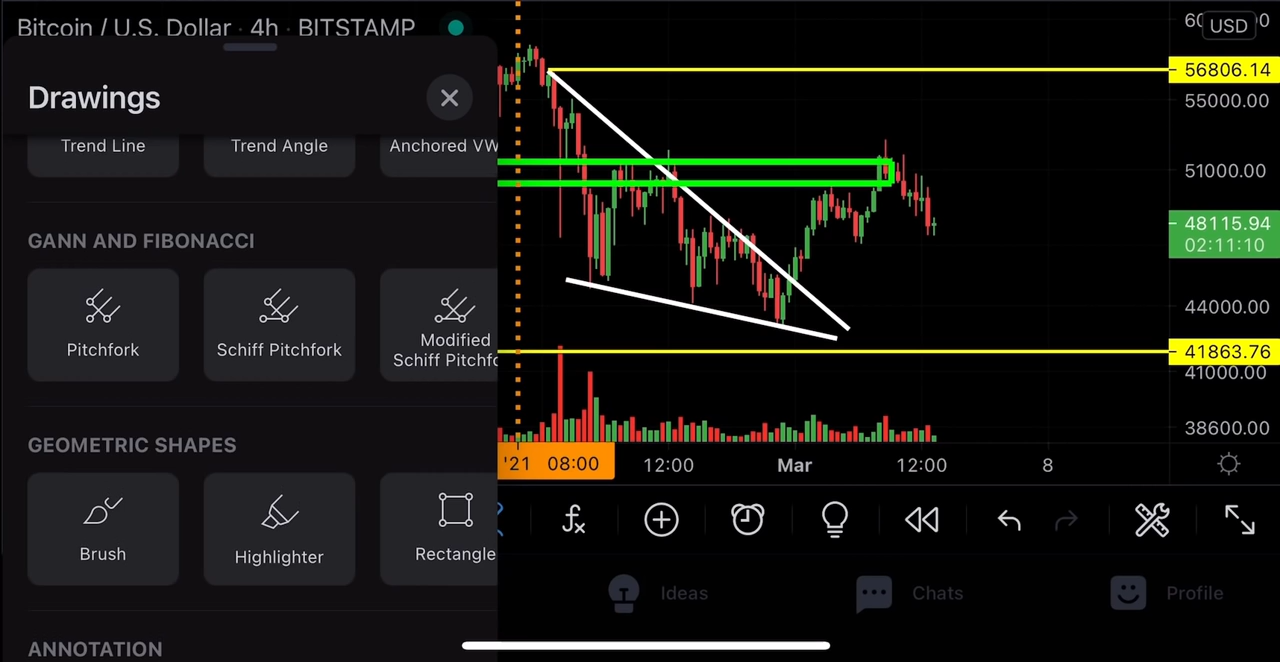 Bitcoin / U.S. Dollar · 4h · BITSTAMP
Drawings
Trend Line
Trend Angle
Anchored VW
GANN AND FIBONACCI
Pitchfork
Schiff Pitchfork
Modified
Schiff Pitchfo
GEOMETRIC SHAPES
Brush
Highlighter
Rectangle
ANNOTATION
USD
56806.14
55000.00
51000.00
48115.94
02:11:10
44000.00
41863.76
41000.00
38600.00
'21 08:00
12:00
Mar
12:00
8
fx
Ideas
Chats
Profile